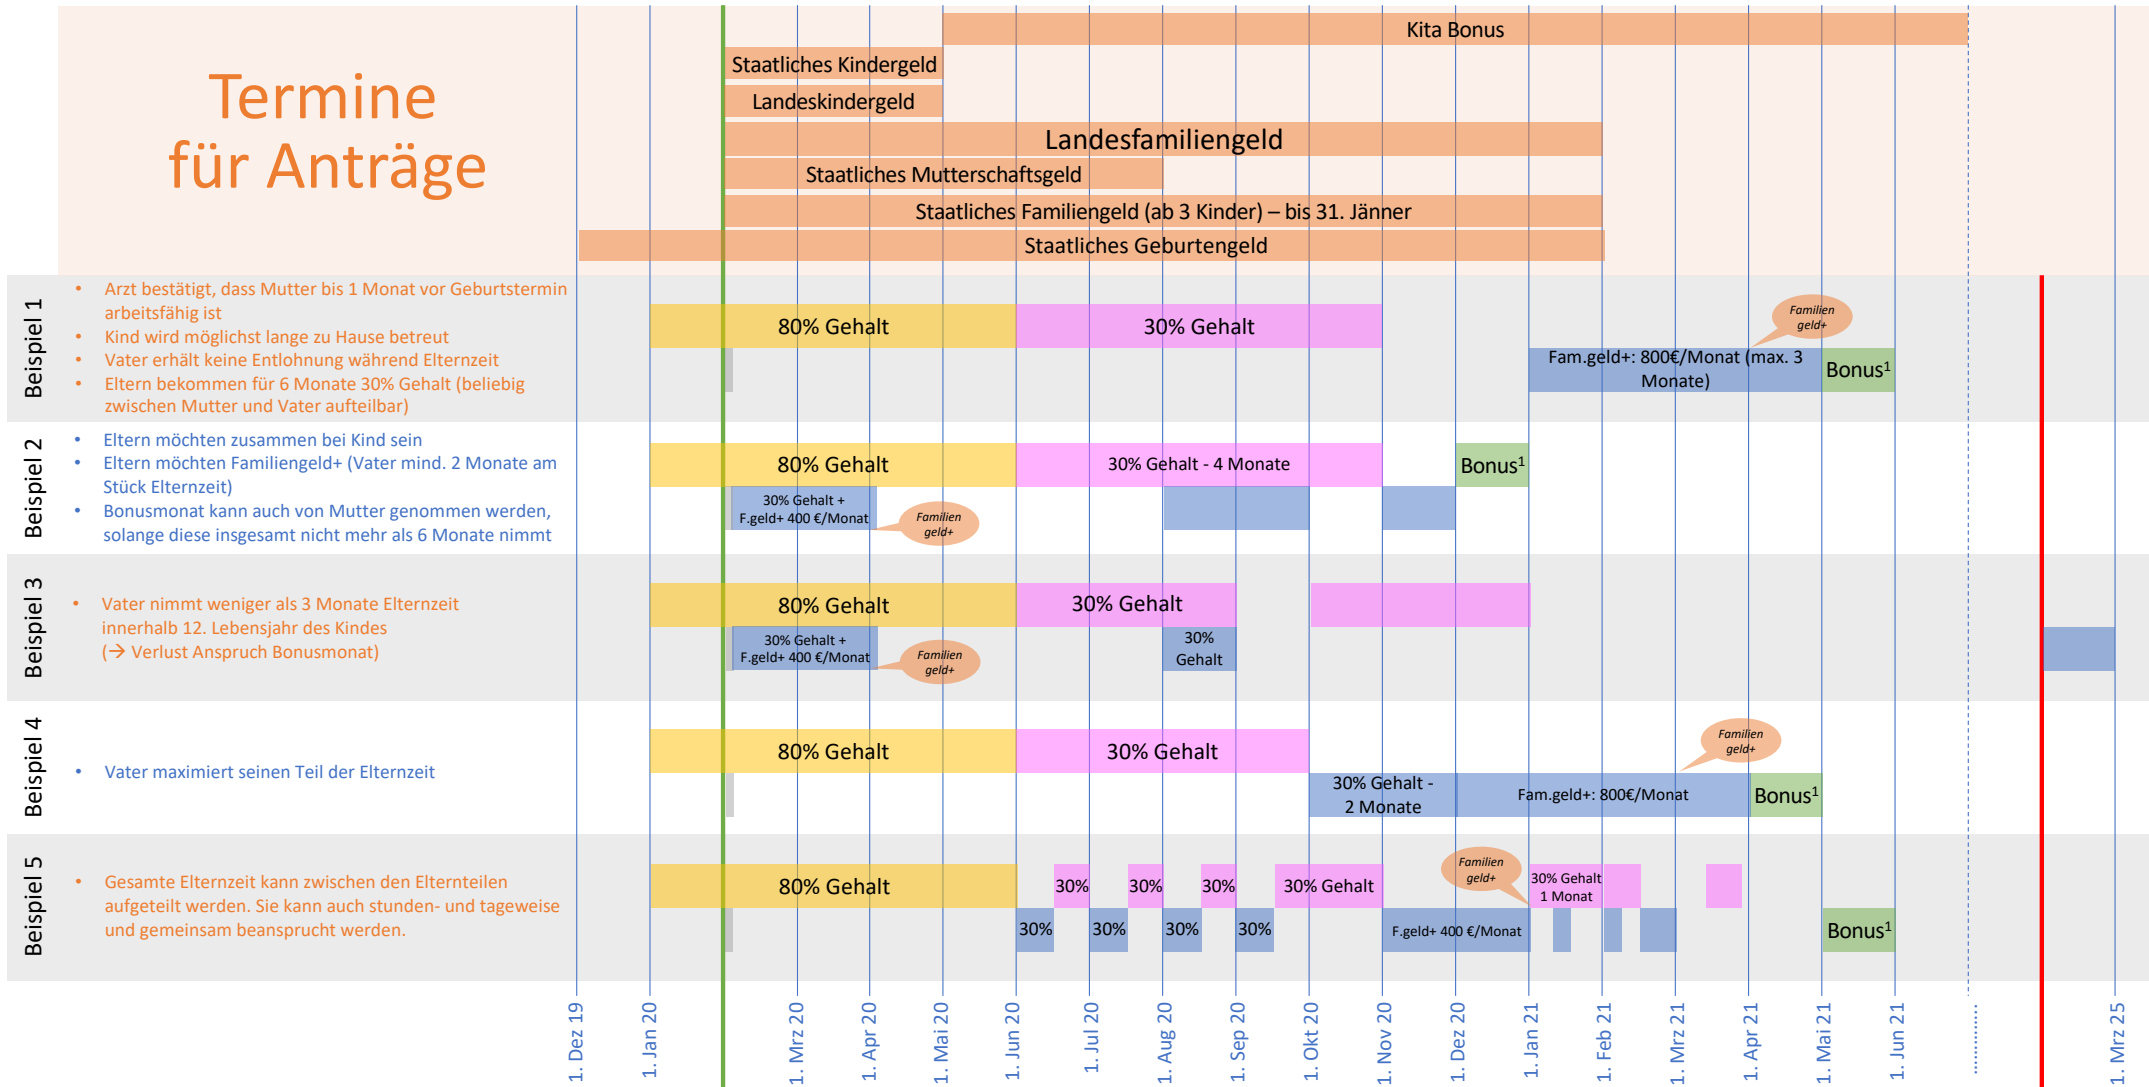 Termine
für Anträge
Kita Bonus
Staatliches Kindergeld
Landeskindergeld
Landesfamiliengeld
Staatliches Mutterschaftsgeld
Staatliches Familiengeld (ab 3 Kinder) – bis 31. Jänner
Staatliches Geburtengeld
Beispiel 1
• Arzt bestätigt, dass Mutter bis 1 Monat vor Geburtstermin
arbeitsfähig ist
• Kind wird möglichst lange zu Hause betreut
• Vater erhält keine Entlohnung während Elternzeit
• Eltern bekommen für 6 Monate 30% Gehalt (beliebig
zwischen Mutter und Vater aufteilbar)
80% Gehalt
30% Gehalt
Familien
geld+
Fam.geld+: 800€/Monat (max. 3
Monate)
Bonus¹
Beispiel 2
• Eltern möchten zusammen bei Kind sein
• Eltern möchten Familiengeld+ (Vater mind. 2 Monate am
Stück Elternzeit)
• Bonusmonat kann auch von Mutter genommen werden,
solange diese insgesamt nicht mehr als 6 Monate nimmt
80% Gehalt
30% Gehalt - 4 Monate
Bonus¹
30% Gehalt +
F.geld+ 400 €/Monat
Familien
geld+
Beispiel 3
• Vater nimmt weniger als 3 Monate Elternzeit
innerhalb 12. Lebensjahr des Kindes
(→ Verlust Anspruch Bonusmonat)
80% Gehalt
30% Gehalt
30% Gehalt +
F.geld+ 400 €/Monat
Familien
geld+
30%
Gehalt
Beispiel 4
• Vater maximiert seinen Teil der Elternzeit
80% Gehalt
30% Gehalt
Familien
geld+
30% Gehalt -
2 Monate
Fam.geld+: 800€/Monat
Bonus¹
Beispiel 5
• Gesamte Elternzeit kann zwischen den Elternteilen
aufgeteilt werden. Sie kann auch stunden- und tageweise
und gemeinsam beansprucht werden.
80% Gehalt
30%
30%
30%
30% Gehalt
Familien
geld+
30% Gehalt
1 Monat
30%
30%
30%
30%
F.geld+ 400 €/Monat
Bonus¹
1. Dez 19
1. Jan 20
1. Mrz 20
1. Apr 20
1. Mai 20
1. Jun 20
1. Jul 20
1. Aug 20
1. Sep 20
1. Okt 20
1. Nov 20
1. Dez 20
1. Jan 21
1. Feb 21
1. Mrz 21
1. Apr 21
1. Mai 21
1. Jun 21
..........
1. Mrz 25